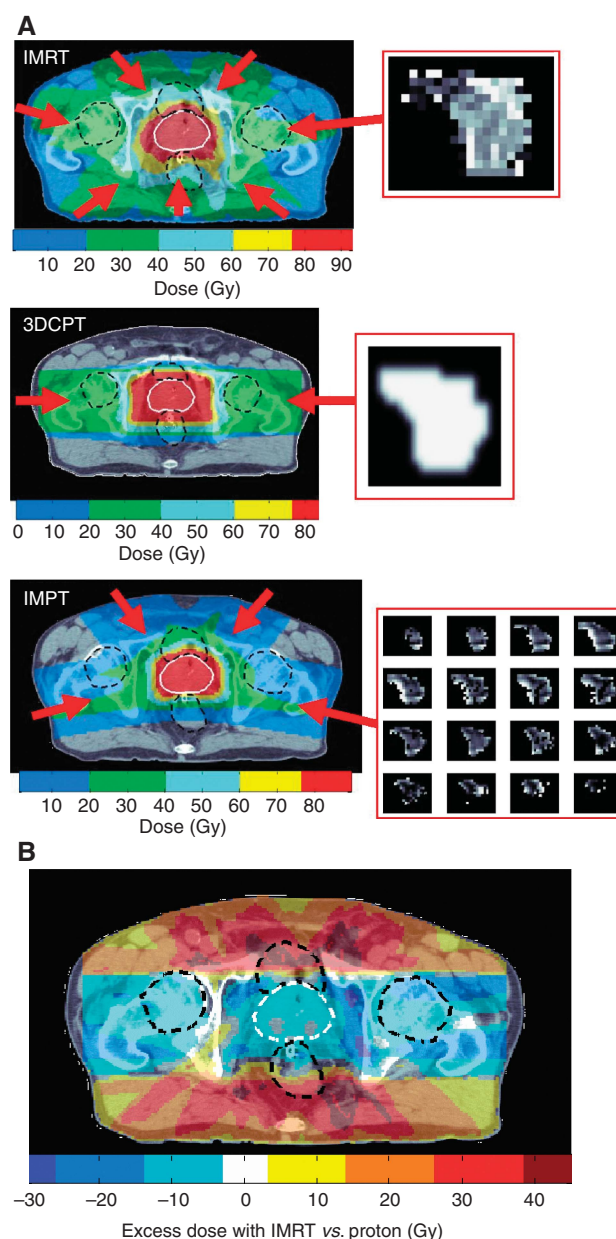 A
IMRT
10 20 30 40 50 60 70 80 90
Dose (Gy)
3DCPT
0 10 20 30 40 50 60 70 80
Dose (Gy)
IMPT
0 10 20 30 40 50 60 70 80
Dose (Gy)
B
–30 –20 –10 0 10 20 30 40
Excess dose with IMRT vs. proton (Gy)